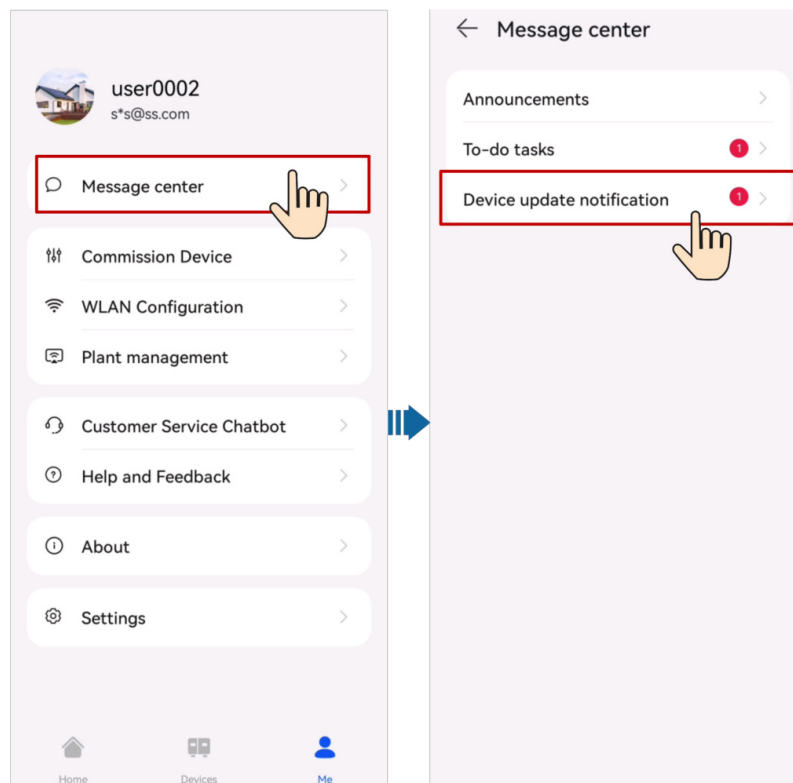 user0002
s*s@ss.com
Message center
Commission Device
WLAN Configuration
Plant management
Customer Service Chatbot
Help and Feedback
About
Settings
Home
Devices
Me
Message center
Announcements
To-do tasks
1
Device update notification
1